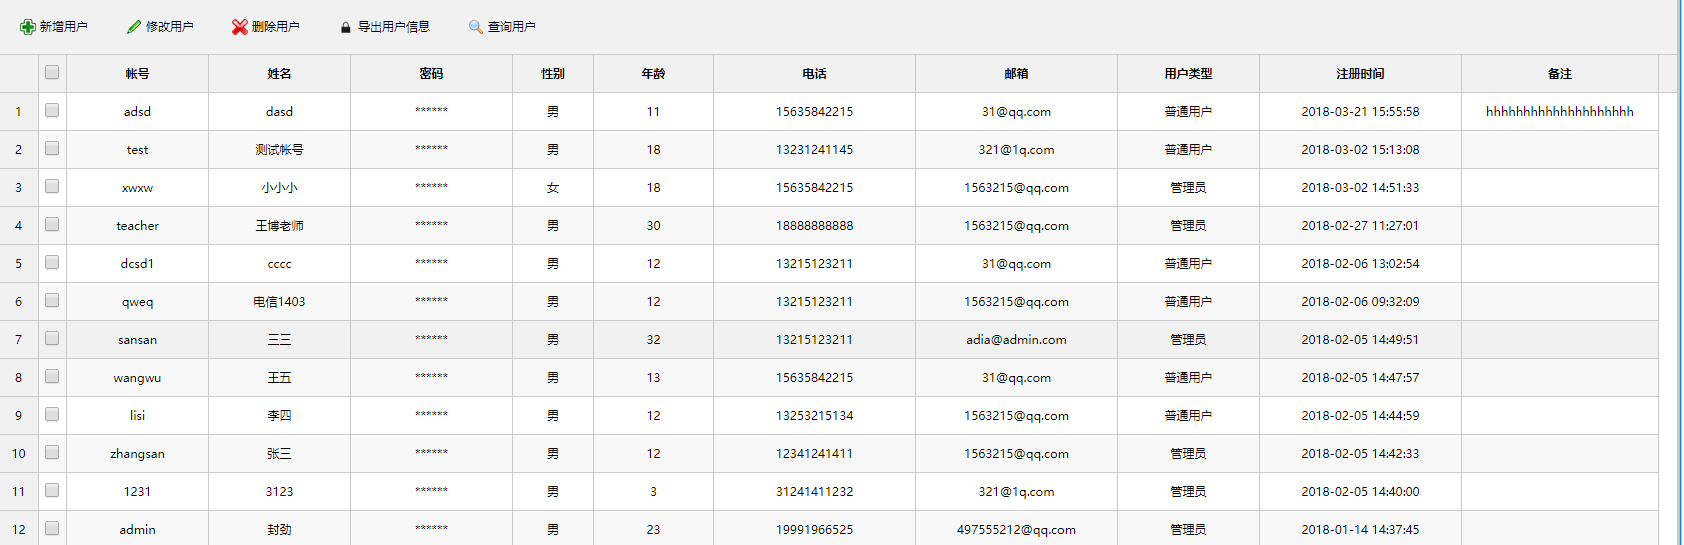 新增用户 修改用户 删除用户 导出用户信息 查询用户
帐号 姓名 密码 性别 年龄 电话 邮箱 用户类型 注册时间 备注
1 adsd dasd ****** 男 11 15635842215 31@qq.com 普通用户 2018-03-21 15:55:58 hhhhhhhhhhhhhhhhhhhh
2 test 测试帐号 ****** 男 18 13231241145 321@1q.com 普通用户 2018-03-02 15:13:08
3 xwxw 小小小 ****** 女 18 15635842215 1563215@qq.com 管理员 2018-03-02 14:51:33
4 teacher 王博老师 ****** 男 30 18888888888 1563215@qq.com 管理员 2018-02-27 11:27:01
5 dcsd1 cccc ****** 男 12 13215123211 31@qq.com 普通用户 2018-02-06 13:02:54
6 qweq 电信1403 ****** 男 12 13215123211 1563215@qq.com 普通用户 2018-02-06 09:32:09
7 sansan 三三 ****** 男 32 13215123211 adia@admin.com 管理员 2018-02-05 14:49:51
8 wangwu 王五 ****** 男 13 15635842215 31@qq.com 普通用户 2018-02-05 14:47:57
9 lisi 李四 ****** 男 12 13253215134 1563215@qq.com 普通用户 2018-02-05 14:44:59
10 zhangsan 张三 ****** 男 12 12341241411 1563215@qq.com 管理员 2018-02-05 14:42:33
11 1231 3123 ****** 男 3 31241411232 321@1q.com 管理员 2018-02-05 14:40:00
12 admin 封劲 ****** 男 23 19991966525 497555212@qq.com 管理员 2018-01-14 14:37:45